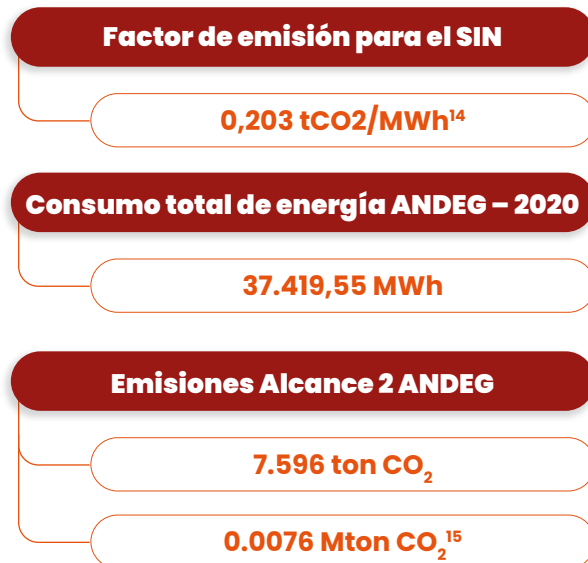 Factor de emisión para el SIN
0,203 tCO2/MWh¹⁴
Consumo total de energía ANDEG – 2020
37.419,55 MWh
Emisiones Alcance 2 ANDEG
7.596 ton CO₂
0.0076 Mton CO₂¹⁵